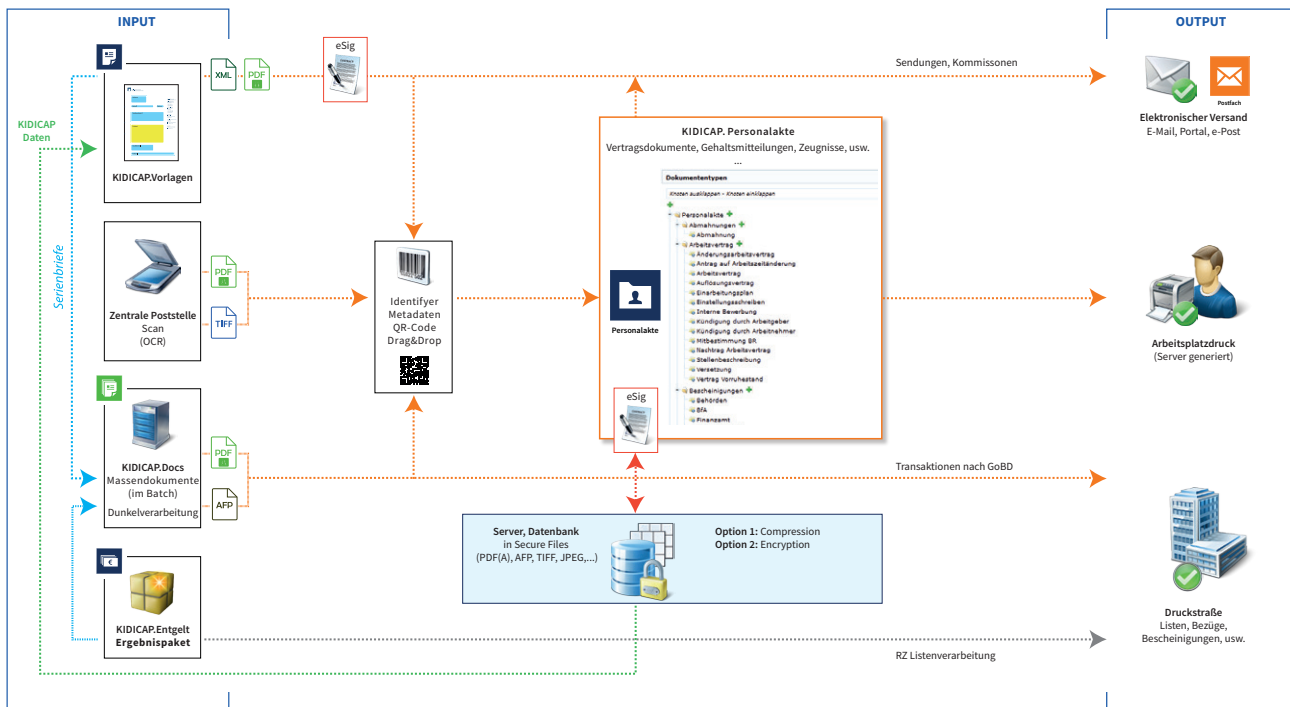 INPUT
OUTPUT
eSig
XML
PDF
KIDICAP
Daten
KIDICAP.Vorlagen
Serienbriefe
Sendungen, Kommissonen
Postfach
Elektronischer Versand
E-Mail, Portal, e-Post
KIDICAP. Personalakte
Vertragsdokumente, Gehaltsmitteilungen, Zeugnisse, usw.
...
Dokumententypen
Knoten ausklappen - Knoten einklappen
Personalakte
Abmahnungen
Abmahnung
Arbeitsvertrag
Änderungsarbeitsvertrag
Antrag auf Arbeitszeitänderung
Arbeitsvertrag
Auflösungsvertrag
Einarbeitungsplan
Einstellungsschreiben
Interne Bewerbung
Kündigung durch Arbeitgeber
Kündigung durch Arbeitnehmer
Mitbestimmung BR
Nachtrag Arbeitsvertrag
Stellenbeschreibung
Versetzung
Vertrag Vorruhestand
Bescheinigungen
Behörden
BfA
Finanzamt
Personalakte
PDF
TIFF
Zentrale Poststelle
Scan
(OCR)
Identifyer
Metadaten
QR-Code
Drag&Drop
Arbeitsplatzdruck
(Server generiert)
eSig
KIDICAP.Docs
Massendokumente
(im Batch)
Dunkelverarbeitung
PDF
AFP
Transaktionen nach GoBD
Server, Datenbank
in Secure Files
(PDF(A), AFP, TIFF, JPEG,...)
Option 1: Compression
Option 2: Encryption
KIDICAP.Entgelt
Ergebnispaket
RZ Listenverarbeitung
Druckstraße
Listen, Bezüge,
Bescheinigungen, usw.